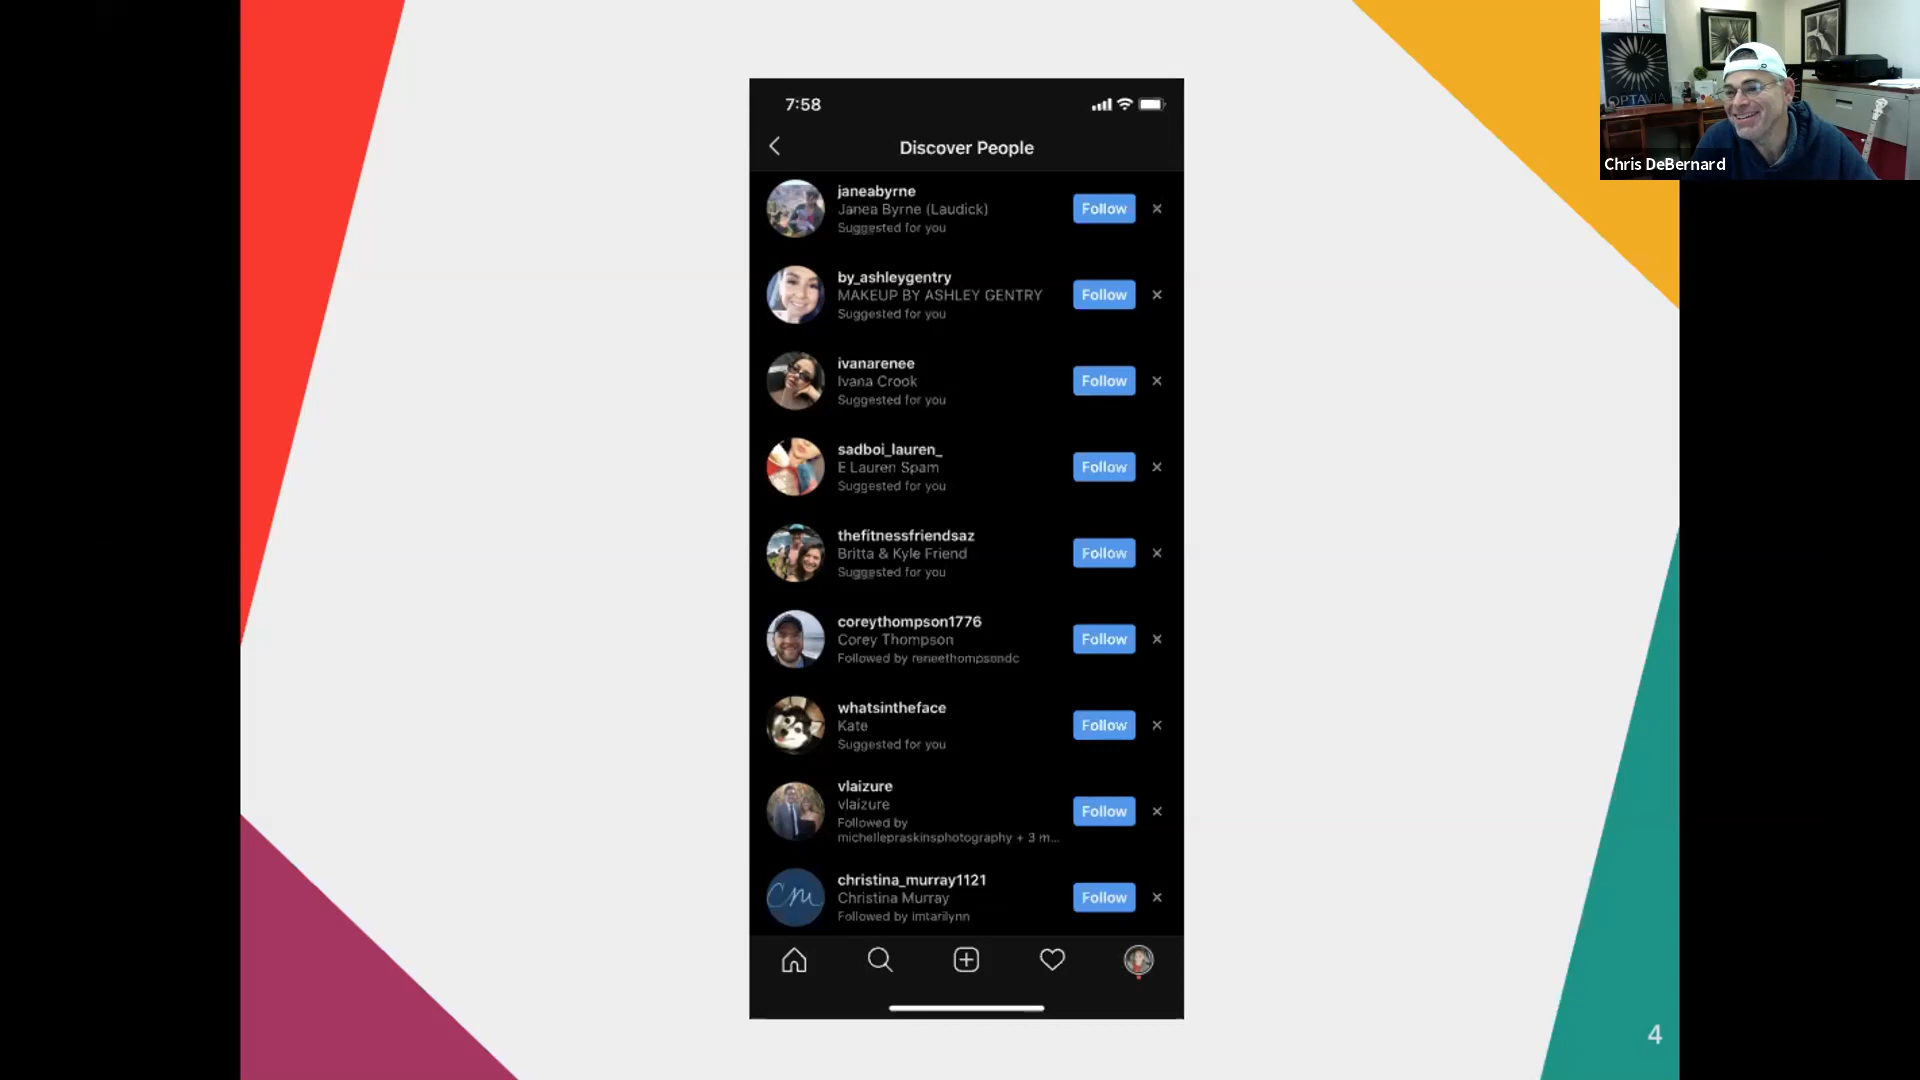 7:58
Discover People
janeabyrne
Janea Byrne (Laudick)
Suggested for you
Follow
by_ashleygentry
MAKEUP BY ASHLEY GENTRY
Suggested for you
Follow
ivanarenee
Ivana Crook
Suggested for you
Follow
sadboi_lauren_
E Lauren Spam
Suggested for you
Follow
thefitnessfriendsaz
Britta & Kyle Friend
Suggested for you
Follow
coreythompson1776
Corey Thompson
Followed by reneethompsondc
Follow
whatsintheface
Kate
Suggested for you
Follow
vlaizure
vlaizure
Followed by
michellepraskinsphotography + 3 m...
Follow
christina_murray1121
Christina Murray
Followed by imtarilynn
Follow
CM
4
OPTAVIA
Chris DeBernard